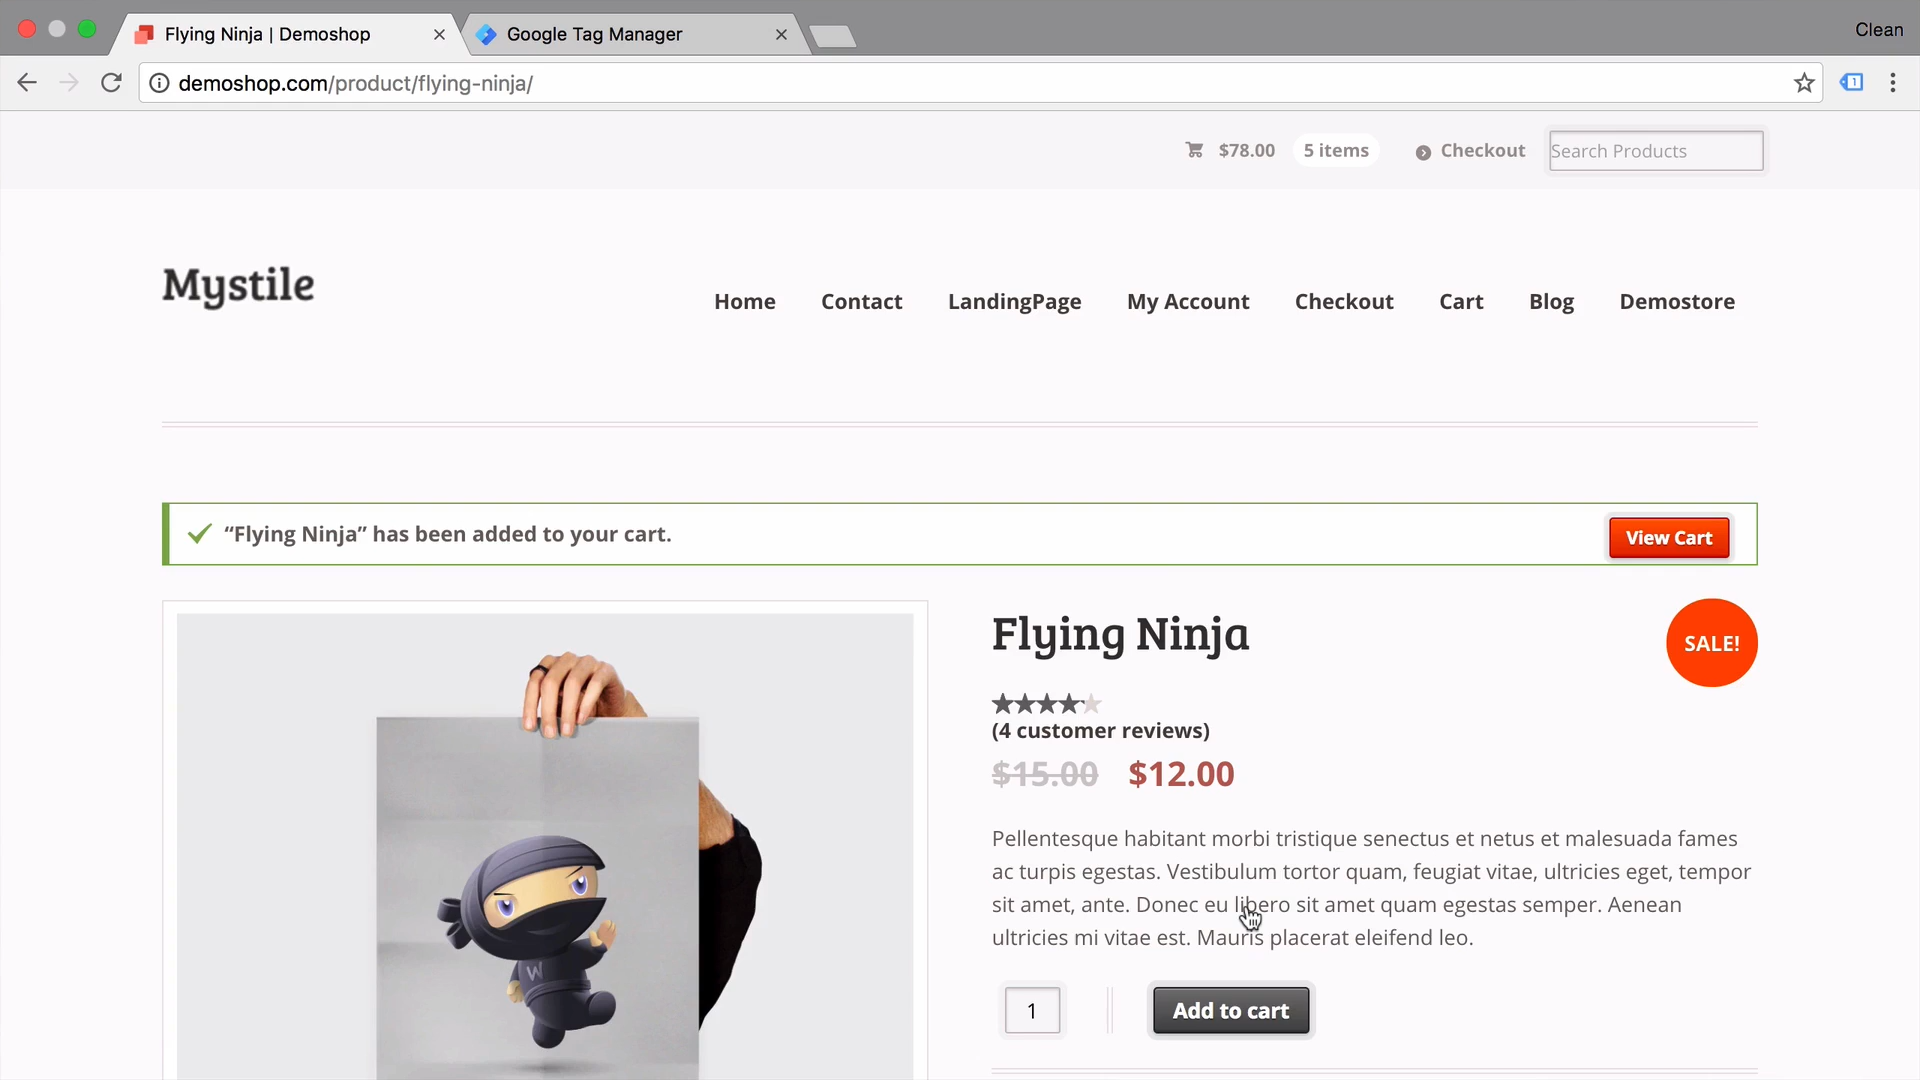 Flying Ninja | Demoshop
Google Tag Manager
Clean
demoshop.com/product/flying-ninja/
1
$78.00 5 items Checkout Search Products
Mystile
Home Contact LandingPage My Account Checkout Cart Blog Demostore
“Flying Ninja” has been added to your cart. View Cart
Flying Ninja
SALE!
(4 customer reviews)
$15.00 $12.00
Pellentesque habitant morbi tristique senectus et netus et malesuada fames
ac turpis egestas. Vestibulum tortor quam, feugiat vitae, ultricies eget, tempor
sit amet, ante. Donec eu libero sit amet quam egestas semper. Aenean
ultricies mi vitae est. Mauris placerat eleifend leo.
1 Add to cart
W